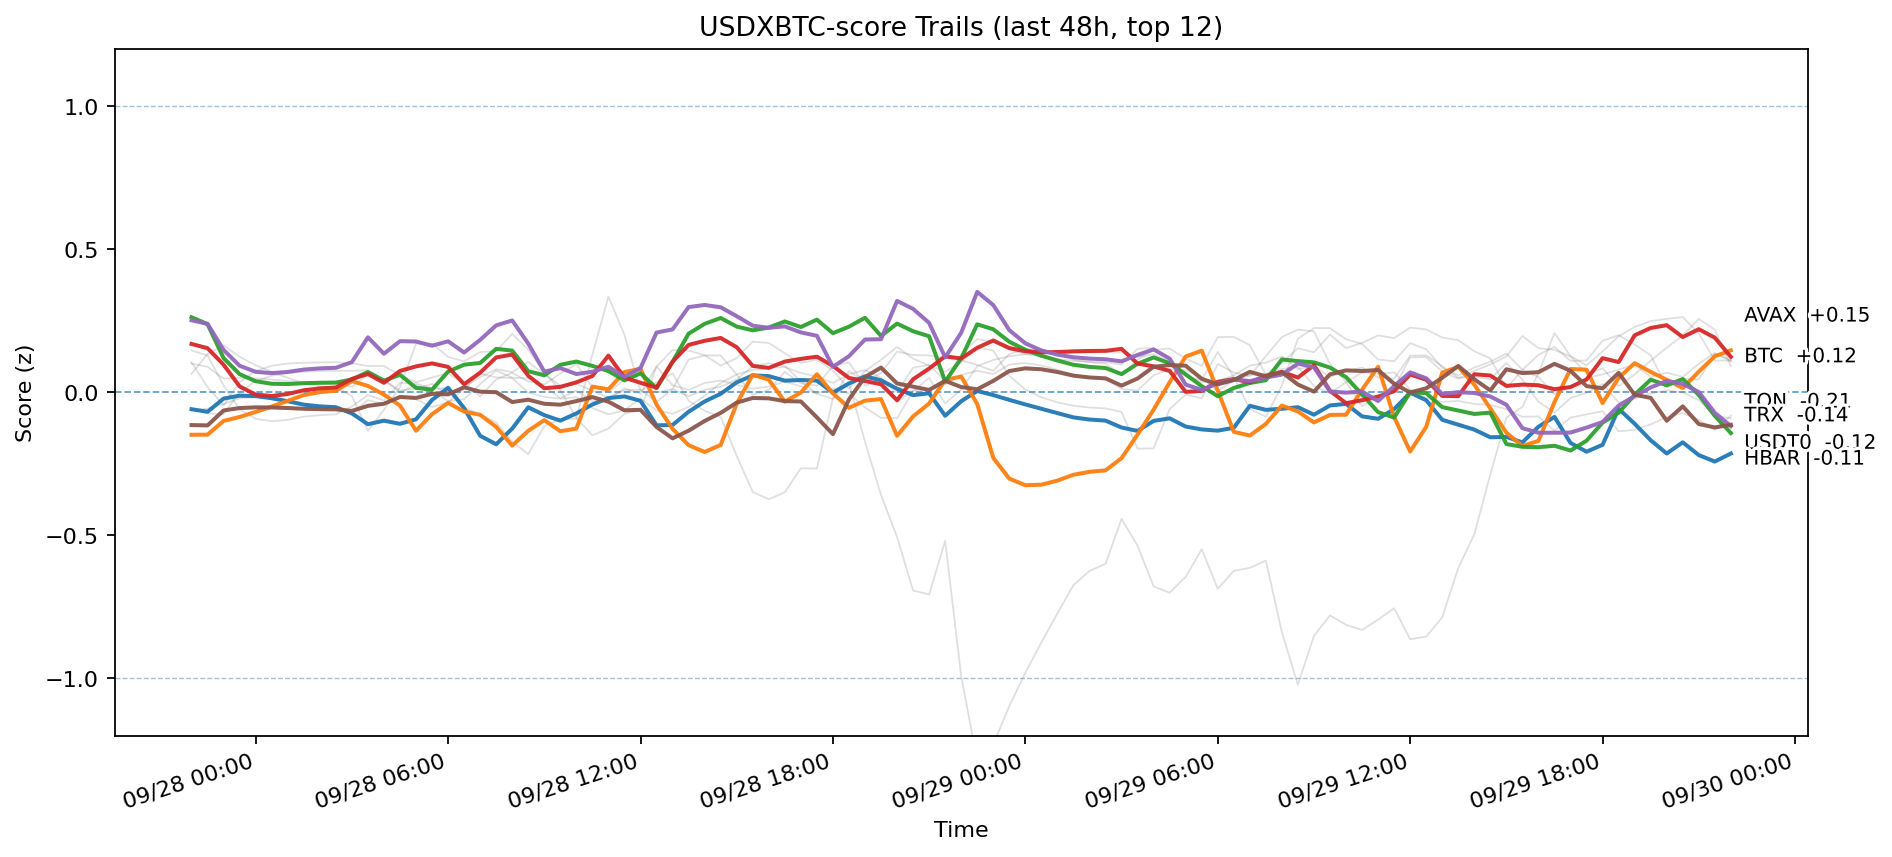 USDXBTC-score Trails (last 48h, top 12)
Score (z)
1.0
0.5
0.0
−0.5
−1.0
AVAX +0.15
BTC +0.12
TON -0.21
TRX -0.14
USDT0 -0.12
HBAR -0.11
09/28 00:00
09/28 06:00
09/28 12:00
09/28 18:00
09/29 00:00
09/29 06:00
09/29 12:00
09/29 18:00
09/30 00:00
Time